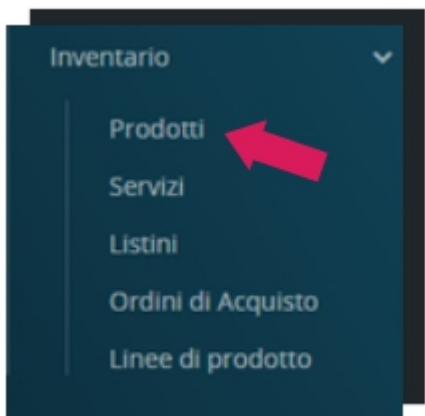 Inventario
Prodotti
Servizi
Listini
Ordini di Acquisto
Linee di prodotto